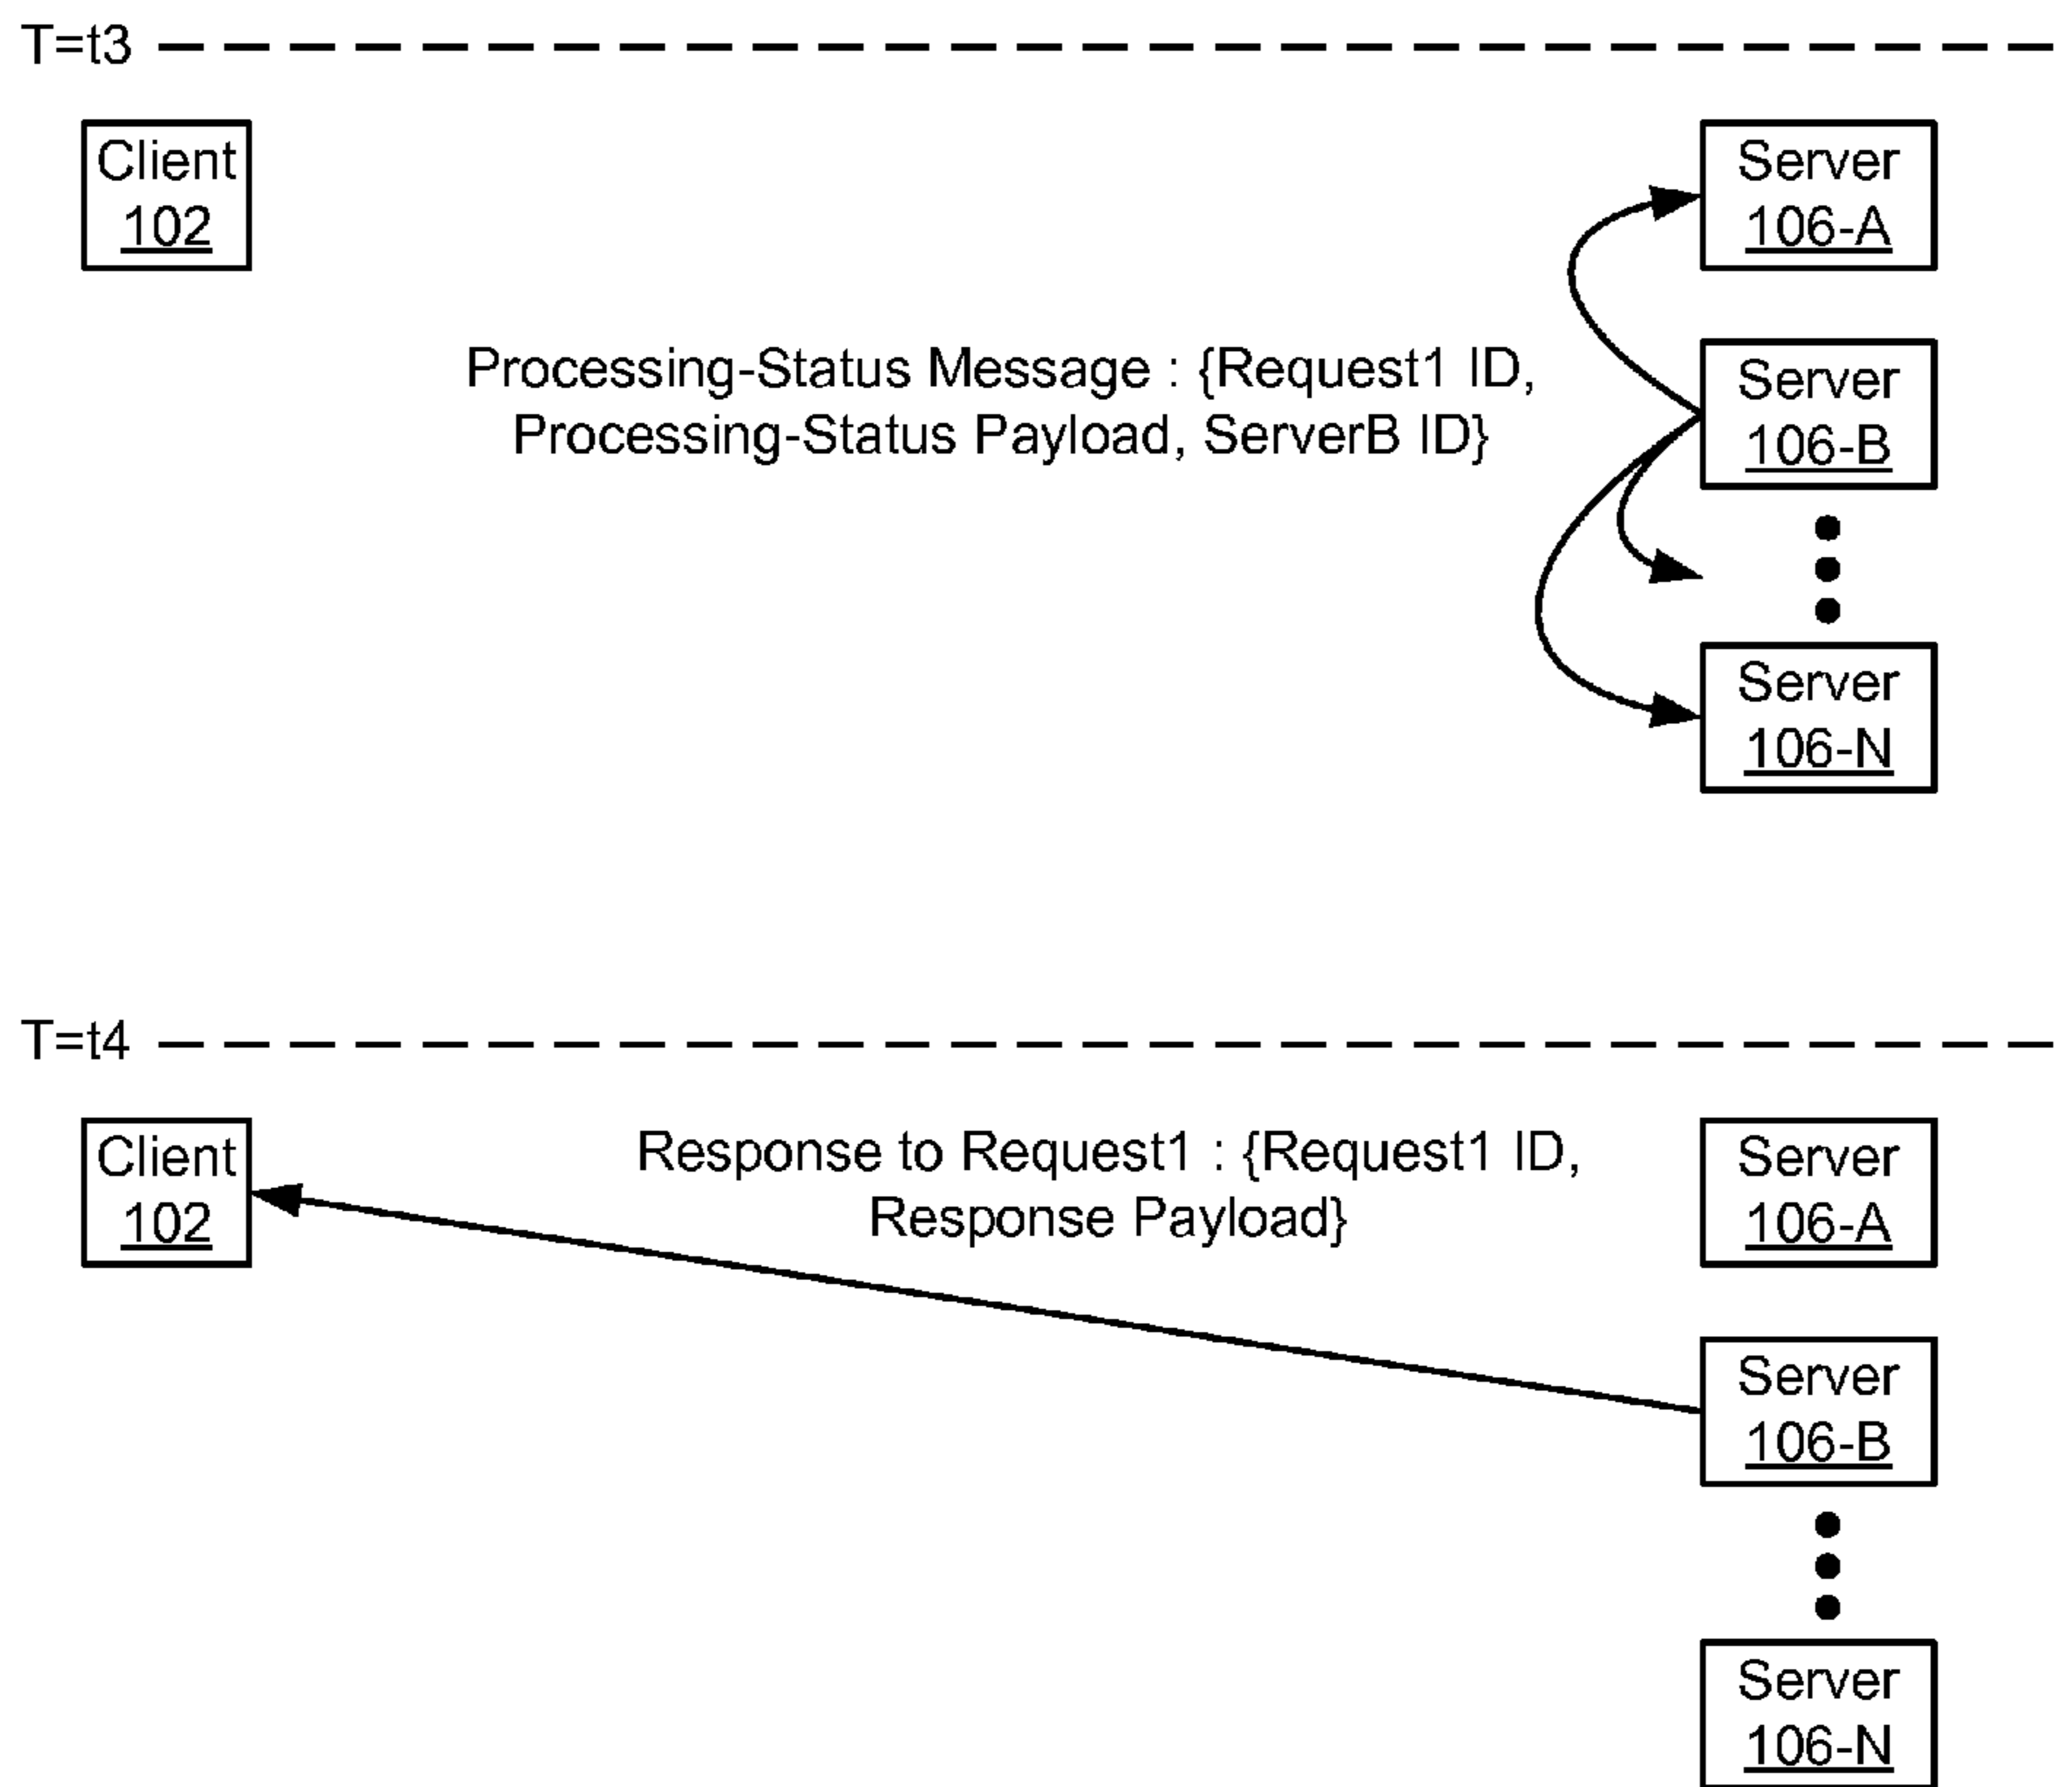 T=t3
Client
102
Server
106-A
Processing-Status Message : {Request1 ID,
Processing-Status Payload, ServerB ID}
Server
106-B
Server
106-N
T=t4
Client
102
Response to Request1 : {Request1 ID,
Response Payload}
Server
106-A
Server
106-B
Server
106-N